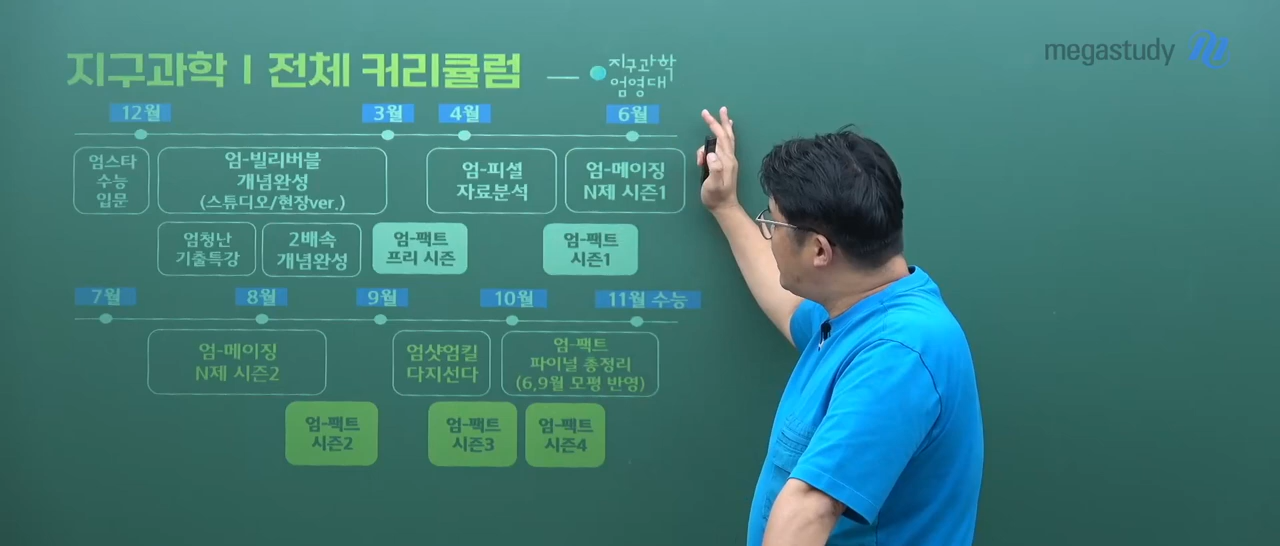 지구과학 I 전체 커리큘럼
지구과학
엄영대
megastudy
12월
3월
4월
6월
엄스타
수능
입문
엄-빌리버블
개념완성
(스튜디오/현장ver.)
엄-피셜
자료분석
엄-메이징
N제 시즌1
엄청난
기출특강
2배속
개념완성
엄-팩트
프리 시즌
엄-팩트
시즌1
7월
8월
9월
10월
11월 수능
엄-메이징
N제 시즌2
엄샷엄킬
다지선다
엄-팩트
파이널 총정리
(6,9월 모평 반영)
엄-팩트
시즌2
엄-팩트
시즌3
엄-팩트
시즌4